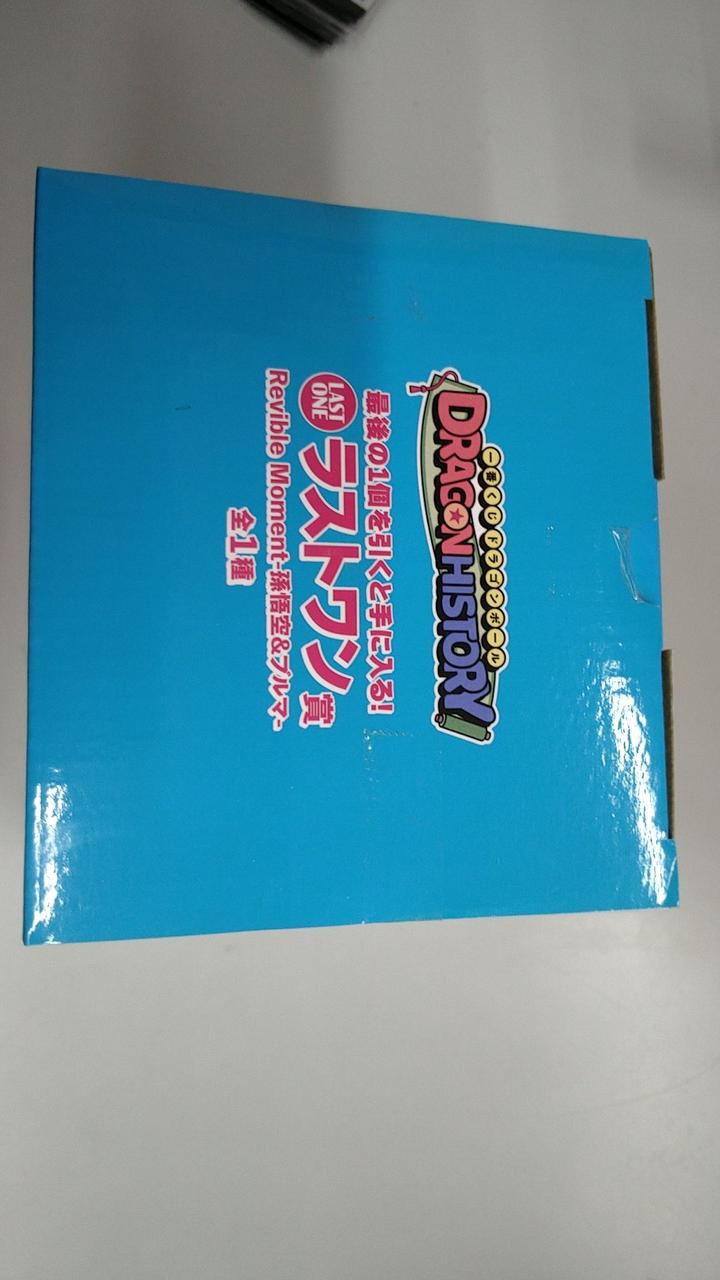 一番くじ ドラゴンボール
DRAGON HISTORY
最後の1個を引くと手に入る!
LAST ONE ラストワン賞
Revible Moment-孫悟空&ブルマ-
全1種